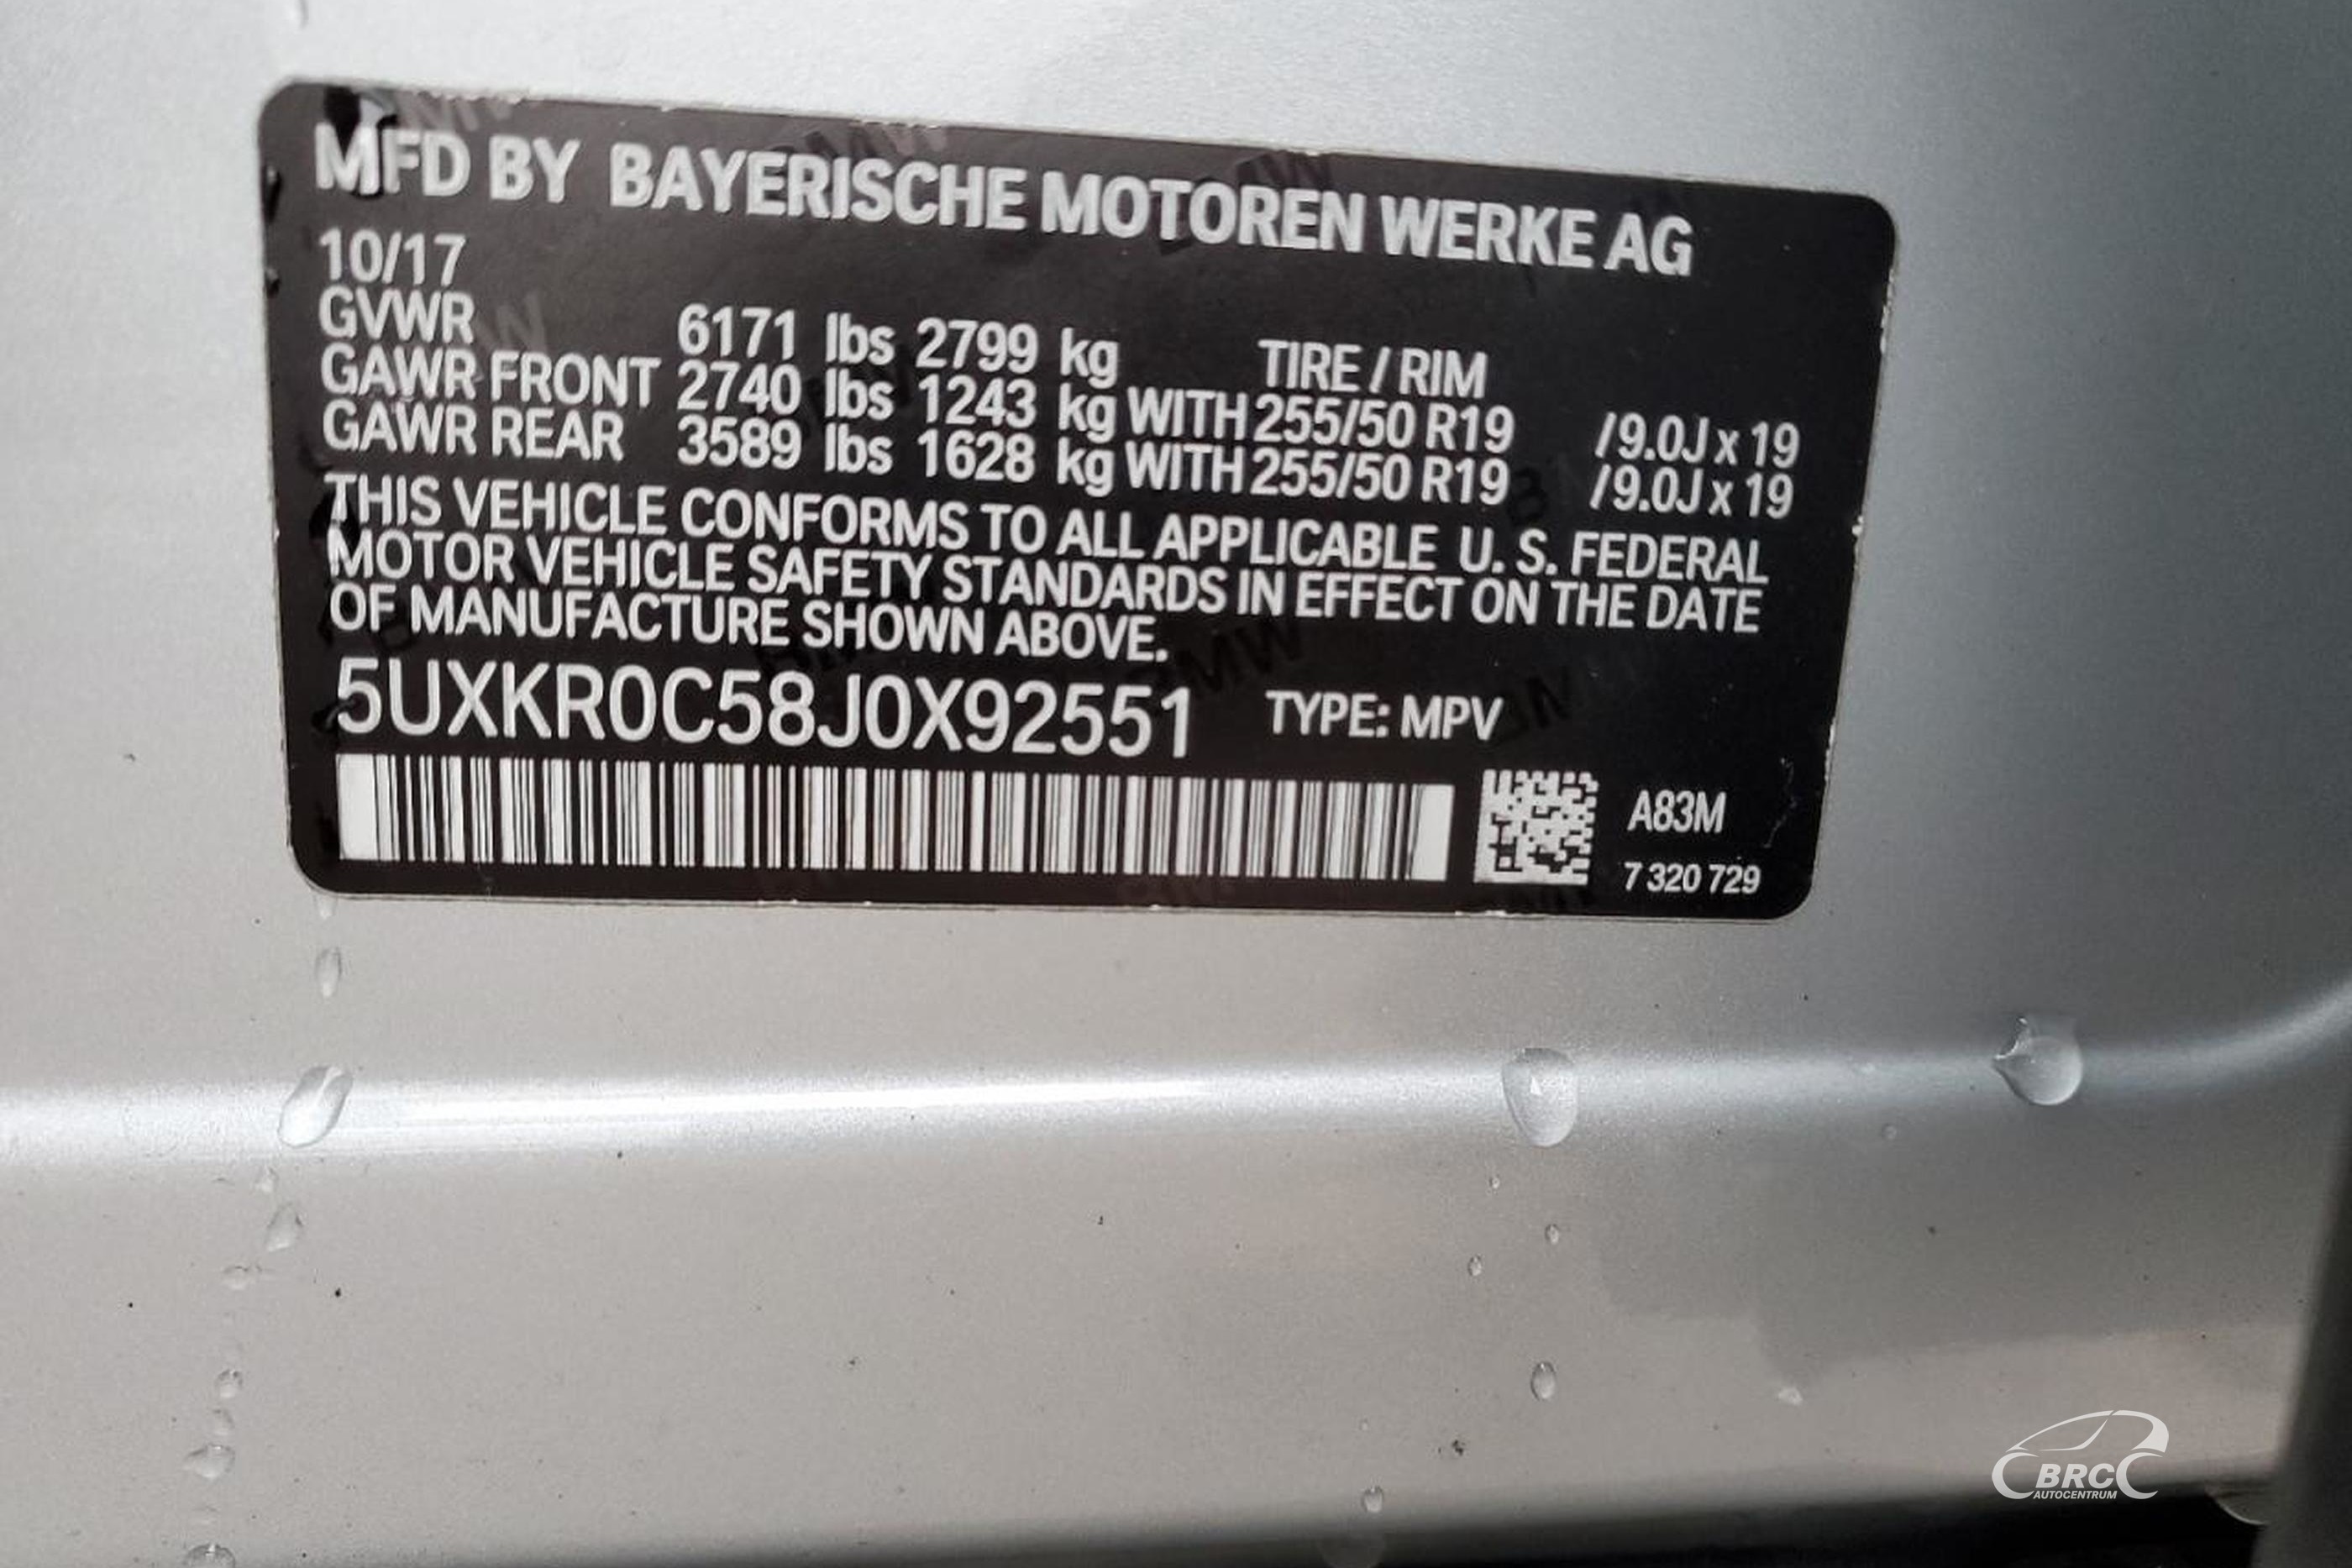 MFD BY BAYERISCHE MOTOREN WERKE AG
10/17
GVWR 6171 lbs 2799 kg TIRE / RIM
GAWR FRONT 2740 lbs 1243 kg WITH 255/50 R19 /9.0J x 19
GAWR REAR 3589 lbs 1628 kg WITH 255/50 R19 /9.0J x 19
THIS VEHICLE CONFORMS TO ALL APPLICABLE U. S. FEDERAL
MOTOR VEHICLE SAFETY STANDARDS IN EFFECT ON THE DATE
OF MANUFACTURE SHOWN ABOVE.
5UXKR0C58J0X92551 TYPE: MPV
A83M
7 320 729
BRC
AUTOCENTRUM